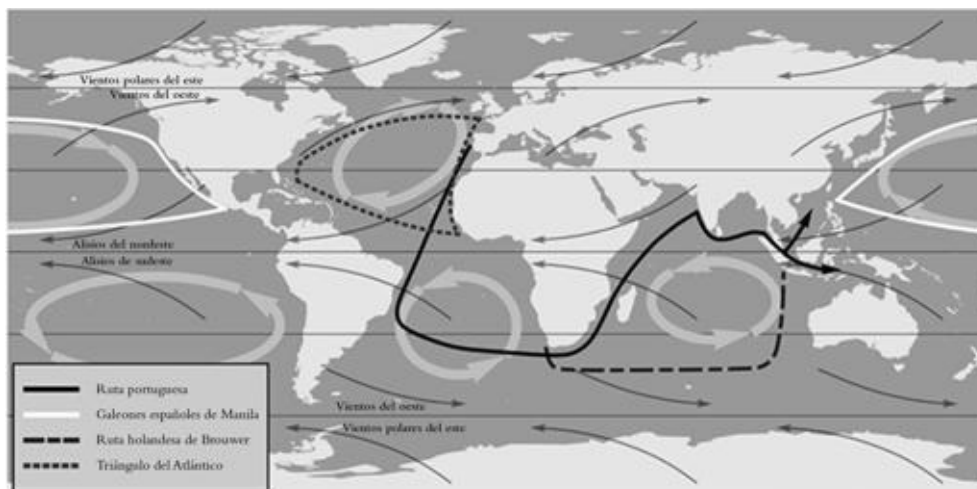 Vientos polares del este
Vientos del oeste
Alisios del nordeste
Alisios de sudeste
Vientos del oeste
Vientos polares del este
Ruta portuguesa
Galeones españoles de Manila
Ruta holandesa de Brouwer
Triángulo del Atlántico